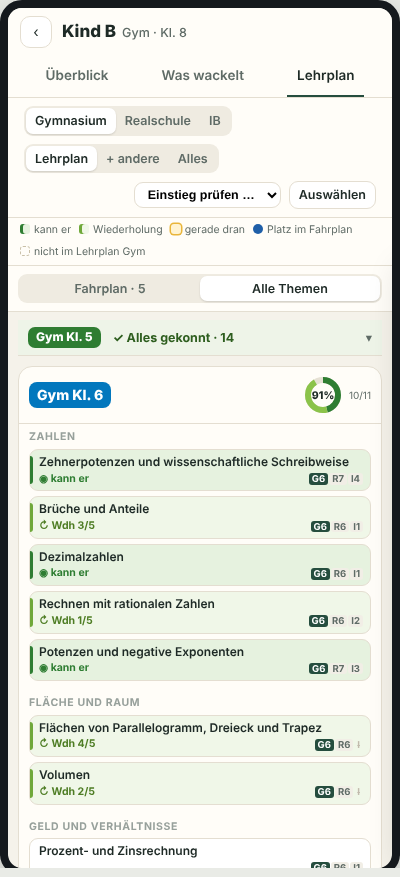 ‹ Kind B Gym · Kl. 8
Überblick Was wackelt Lehrplan
Gymnasium Realschule IB
Lehrplan + andere Alles
Einstieg prüfen ... Auswählen
kann er Wiederholung gerade dran Platz im Fahrplan
nicht im Lehrplan Gym
Fahrplan · 5 Alle Themen
Gym Kl. 5 ✓ Alles gekonnt · 14 ▾
Gym Kl. 6 91% 10/11
ZAHLEN
Zehnerpotenzen und wissenschaftliche Schreibweise
◉ kann er G6 R7 I4
Brüche und Anteile
↻ Wdh 3/5 G6 R6 I1
Dezimalzahlen
◉ kann er G6 R6 I1
Rechnen mit rationalen Zahlen
↻ Wdh 1/5 G6 R6 I2
Potenzen und negative Exponenten
◉ kann er G6 R7 I3
FLÄCHE UND RAUM
Flächen von Parallelogramm, Dreieck und Trapez
↻ Wdh 4/5 G6 R6
Volumen
↻ Wdh 2/5 G6 R6
GELD UND VERHÄLTNISSE
Prozent- und Zinsrechnung
G6 R6 I1